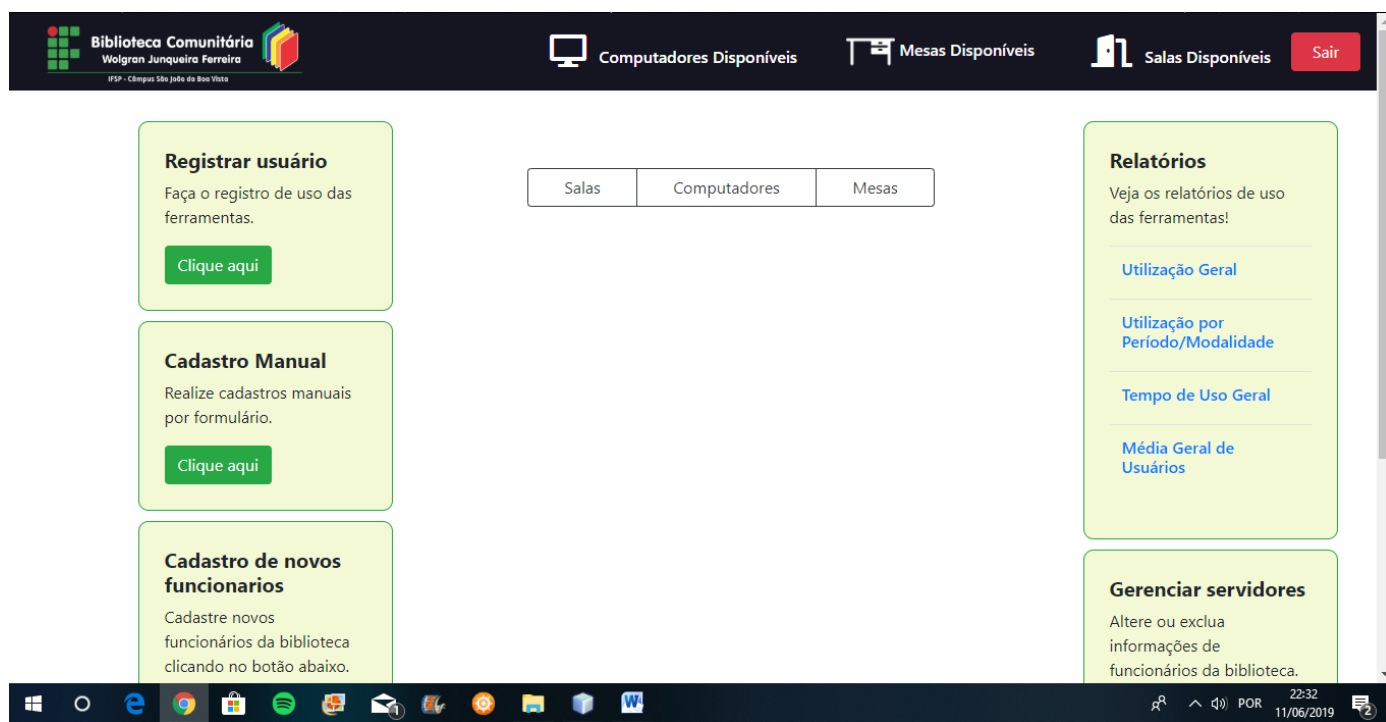 Biblioteca Comunitária
Wolgran Junqueira Ferreira
IFSP - Câmpus São João da Boa Vista
Computadores Disponíveis
Mesas Disponíveis
Salas Disponíveis
Sair
Registrar usuário
Faça o registro de uso das
ferramentas.
Clique aqui
Cadastro Manual
Realize cadastros manuais
por formulário.
Clique aqui
Cadastro de novos
funcionarios
Cadastre novos
funcionários da biblioteca
clicando no botão abaixo.
Salas
Computadores
Mesas
Relatórios
Veja os relatórios de uso
das ferramentas!
Utilização Geral
Utilização por
Período/Modalidade
Tempo de Uso Geral
Média Geral de
Usuários
Gerenciar servidores
Altere ou exclua
informações de
funcionários da biblioteca.
1
POR
22:32
11/06/2019
2